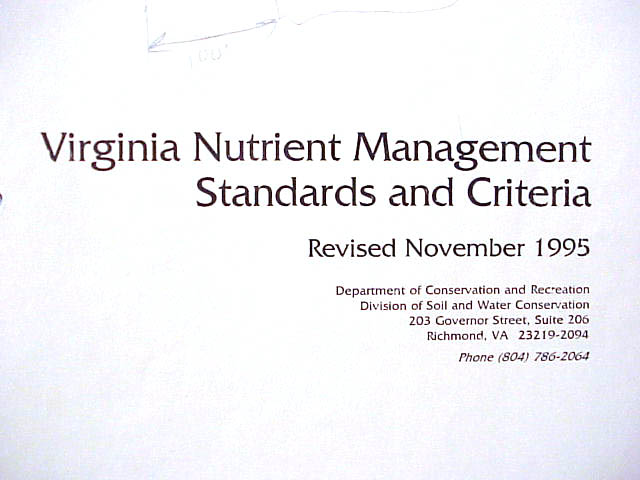 100'
Virginia Nutrient Management
Standards and Criteria
Revised November 1995
Department of Conservation and Recreation
Division of Soil and Water Conservation
203 Governor Street, Suite 206
Richmond, VA 23219-2094
Phone (804) 786-2064